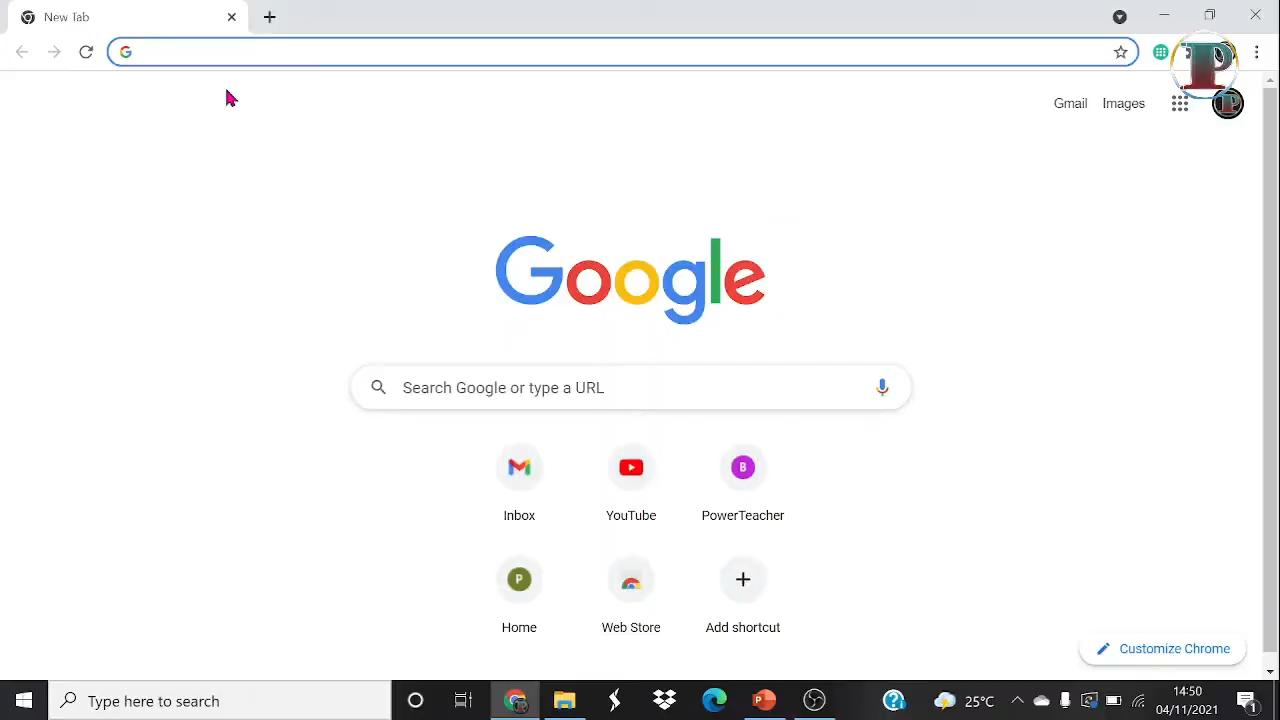 New Tab
P
Gmail Images
P
Google
Search Google or type a URL
B
Inbox YouTube PowerTeacher
P
Home Web Store Add shortcut
Customize Chrome
Type here to search
25°C
14:50
04/11/2021
1